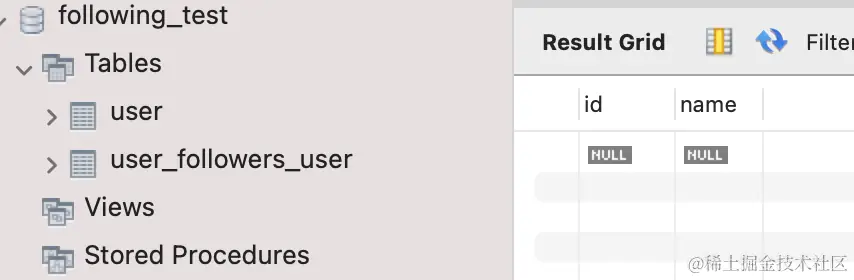 following_test
Tables
user
user_followers_user
Views
Stored Procedures
Result Grid Filter
id name
NULL NULL
@稀土掘金技术社区